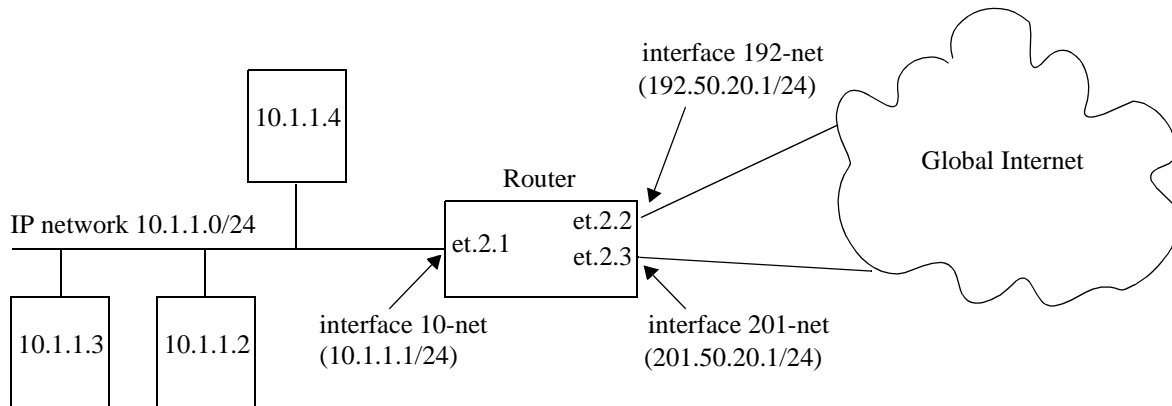 interface 192-net
(192.50.20.1/24)
10.1.1.4
Global Internet
Router
IP network 10.1.1.0/24
et.2.1
et.2.2
et.2.3
10.1.1.3
10.1.1.2
interface 10-net
(10.1.1.1/24)
interface 201-net
(201.50.20.1/24)